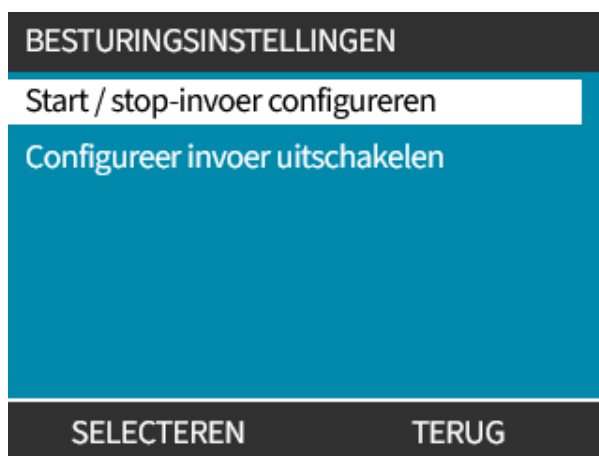 BESTURINGSINSTELLINGEN
Start / stop-invoer configureren
Configureer invoer uitschakelen
SELECTEREN TERUG